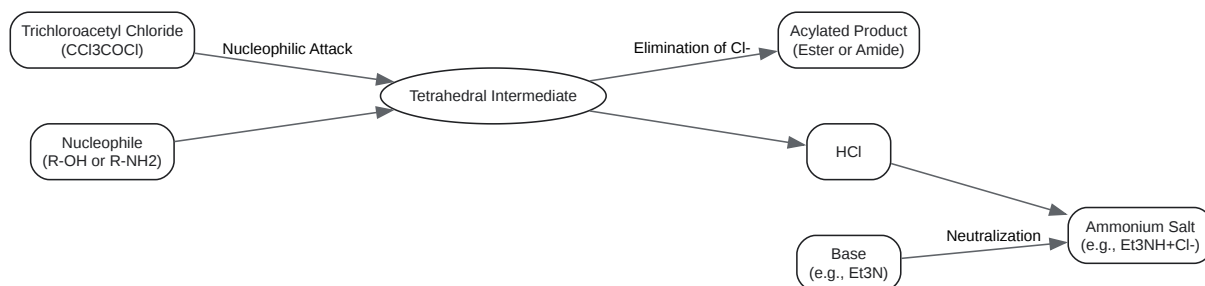 Trichloroacetyl Chloride
(CCl3COCl)
Nucleophilic Attack
Nucleophile
(R-OH or R-NH2)
Tetrahedral Intermediate
Elimination of Cl-
Acylated Product
(Ester or Amide)
HCl
Base
(e.g., Et3N)
Neutralization
Ammonium Salt
(e.g., Et3NH+Cl-)